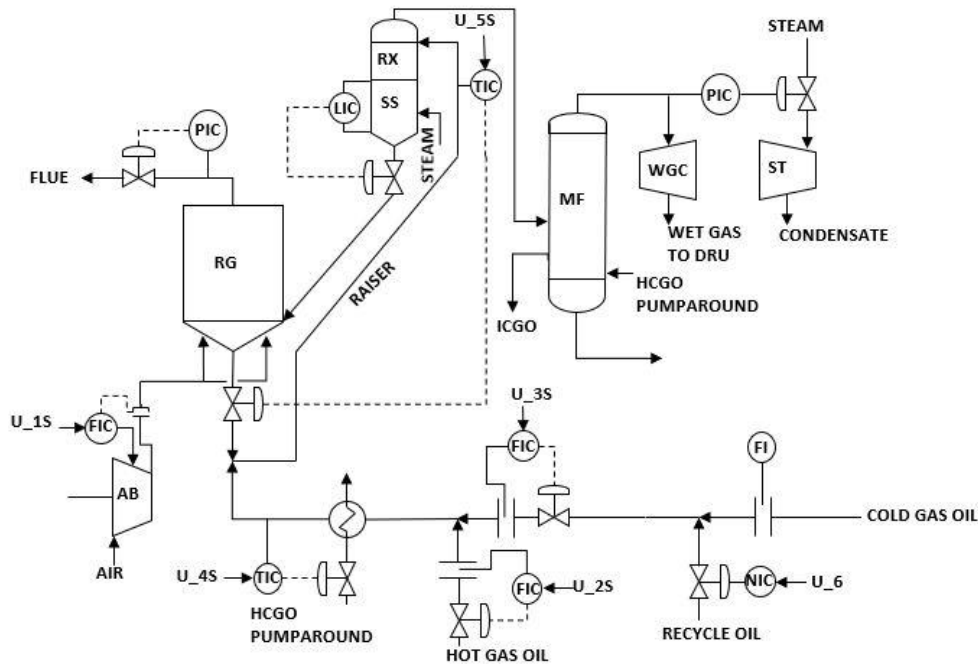 U_5S
STEAM
RX
TIC
LIC
SS
PIC
PIC
STEAM
FLUE
WGC
ST
MF
WET GAS
TO DRU
CONDENSATE
RG
RAISER
HCGO
PUMPAROUND
ICGO
U_3S
U_1S
FIC
FIC
FI
AB
COLD GAS OIL
AIR
U_4S
TIC
FIC
U_2S
NIC
U_6
HCGO
PUMPAROUND
HOT GAS OIL
RECYCLE OIL